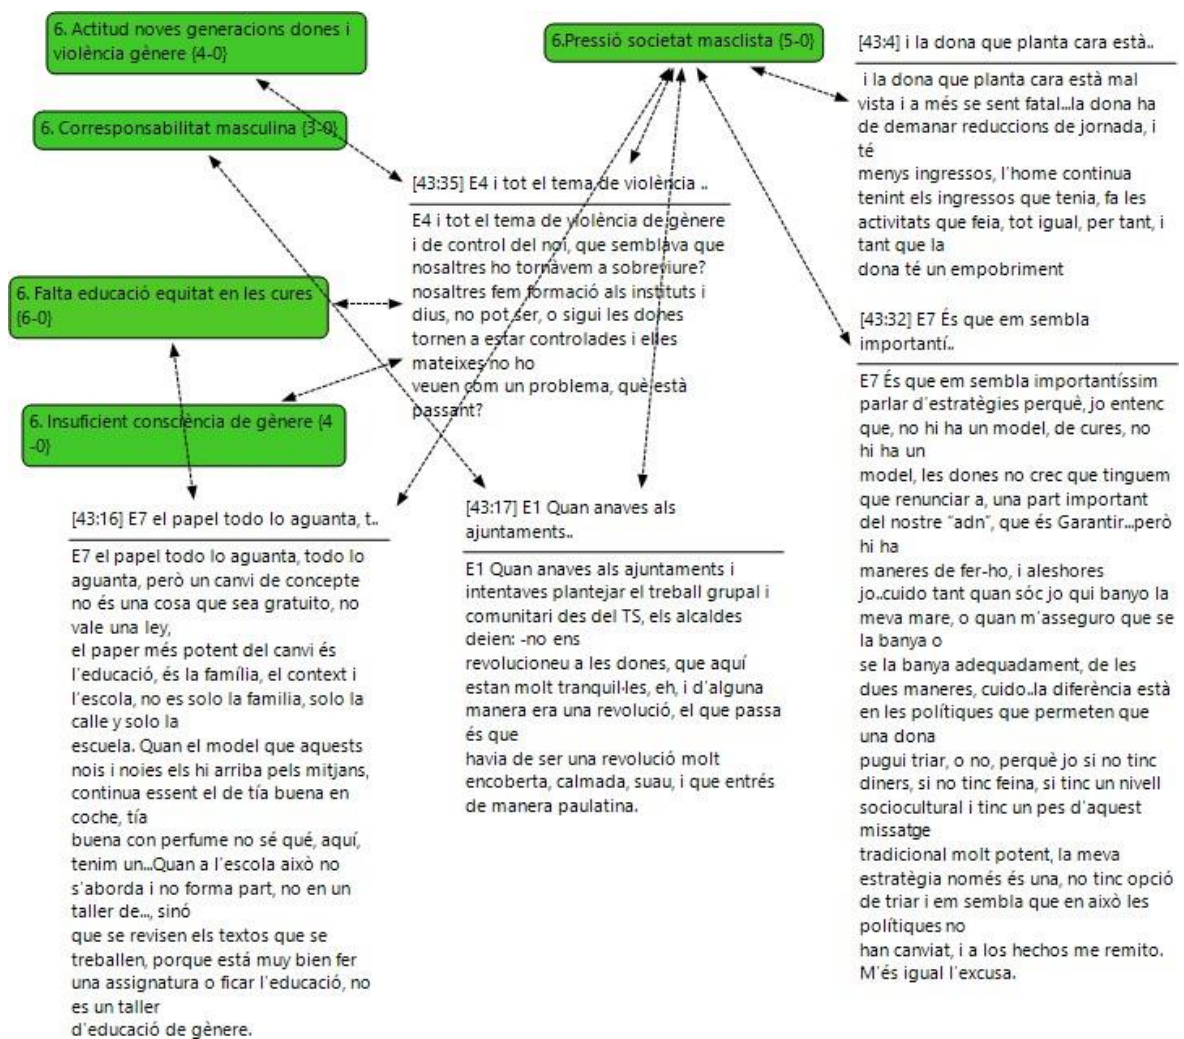 6. Actitud noves generacions dones i
violència gènere {4-0}
6. Corresponsabilitat masculina {3-0}
6. Falta educació equitat en les cures
{6-0}
6. Insuficient consciència de gènere {4
-0}
6.Pressió societat masclista {5-0}
[43:4] i la dona que planta cara està..
i la dona que planta cara està mal
vista i a més se sent fatal...la dona ha
de demanar reduccions de jornada, i
té
menys ingressos, l'home continua
tenint els ingressos que tenia, fa les
activitats que feia, tot igual, per tant, i
tant que la
dona té un empobriment
[43:35] E4 i tot el tema de violència ..
E4 i tot el tema de violència de gènere
i de control del noi, que semblava que
nosaltres ho tornàvem a sobreviure?
nosaltres fem formació als instituts i
dius, no pot ser, o sigui les dones
tornen a estar controlades i elles
mateixes no ho
veuen com un problema, què està
passant?
[43:32] E7 És que em sembla
importantí..
E7 És que em sembla importantíssim
parlar d'estratègies perquè, jo entenc
que, no hi ha un model, de cures, no
hi ha un
model, les dones no crec que tinguem
que renunciar a, una part important
del nostre "adn", que és Garantir...però
hi ha
maneres de fer-ho, i aleshores
jo..cuido tant quan sóc jo qui banyo la
meva mare, o quan m'asseguro que se
la banya o
se la banya adequadament, de les
dues maneres, cuido..la diferència està
en les polítiques que permeten que
una dona
pugui triar, o no, perquè jo si no tinc
diners, si no tinc feina, si tinc un nivell
sociocultural i tinc un pes d'aquest
missatge
tradicional molt potent, la meva
estratègia només és una, no tinc opció
de triar i em sembla que en això les
polítiques no
han canviat, i a los hechos me remito.
M'és igual l'excusa.
[43:16] E7 el papel todo lo aguanta, t..
E7 el papel todo lo aguanta, todo lo
aguanta, però un canvi de concepte
no és una cosa que sea gratuito, no
vale una ley,
el paper més potent del canvi és
l'educació, és la família, el context i
l'escola, no es solo la familia, solo la
calle y solo la
escuela. Quan el model que aquests
nois i noies els hi arriba pels mitjans,
continua essent el de tía buena en
coche, tía
buena con perfume no sé què, aquí,
tenim un...Quan a l'escola això no
s'aborda i no forma part, no en un
taller de..., sinó
que se revisen els textos que se
treballen, porque está muy bien fer
una assignatura o ficar l'educació, no
es un taller
d'educació de gènere.
[43:17] E1 Quan anaves als
ajuntaments..
E1 Quan anaves als ajuntaments i
intentaves plantejar el treball grupal i
comunitari des del TS, els alcaldes
deien: -no ens
revolucioneu a les dones, que aquí
estan molt tranquil·les, eh, i d'alguna
manera era una revolució, el que passa
és que
havia de ser una revolució molt
encoberta, calmada, suau, i que entrés
de manera paulatina.